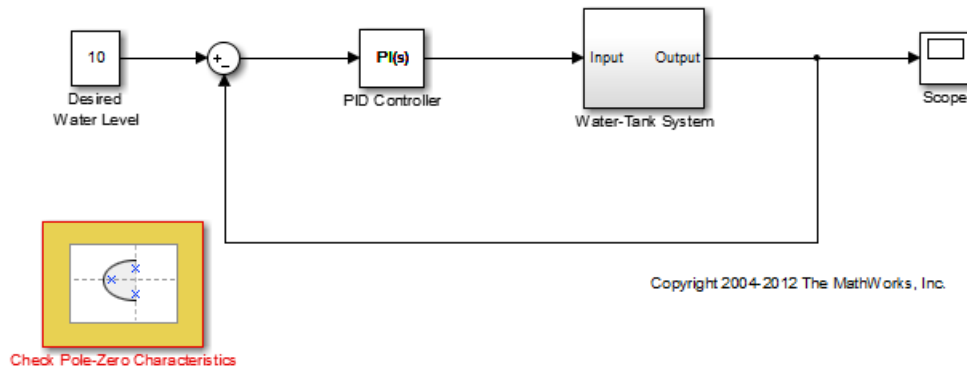 10
Desired
Water Level
+
-
PI(s)
PID Controller
Input
Output
Water-Tank System
Scope
Copyright 2004-2012 The MathWorks, Inc.
Check Pole-Zero Characteristics